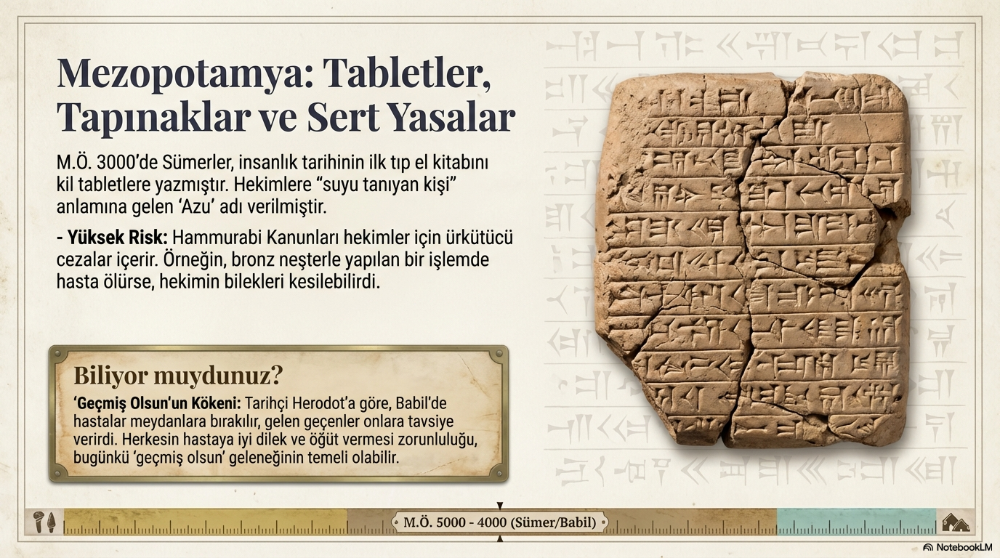 Mezopotamya: Tabletler,
Tapınaklar ve Sert Yasalar
M.Ö. 3000’de Sümerler, insanlık tarihinin ilk tıp el kitabını
kil tabletlere yazmıştır. Hekimlere “suyu tanıyan kişi”
anlamına gelen ‘Azu’ adı verilmiştir.
- Yüksek Risk: Hammurabi Kanunları hekimler için ürkütücü
cezalar içerir. Örneğin, bronz neşterle yapılan bir işlemde
hasta ölürse, hekimin bilekleri kesilebilirdi.
Biliyor muydunuz?
‘Geçmiş Olsun’un Kökeni: Tarihçi Herodot’a göre, Babil’de
hastalar meydanlara bırakılır, gelen geçenler onlara tavsiye
verirdi. Herkesin hastaya iyi dilek ve öğüt vermesi zorunluluğu,
bugünkü ‘geçmiş olsun’ geleneğinin temeli olabilir.
M.Ö. 5000 - 4000 (Sümer/Babil)
NotebookLM